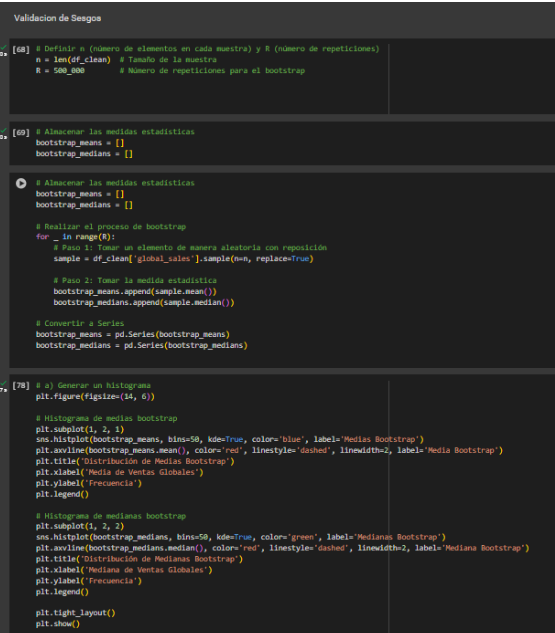 Validacion de Seagoa
[68] # Definir n (número de elementos en cada muestra) y R (número de repeticiones)
n = len(df_clean)  # Tamaño de la muestra
R = 500_000        # Número de repeticiones para el bootstrap
[69] # Almacenar las medidas estadísticas
bootstrap_means = []
bootstrap_medians = []
# Almacenar las medidas estadísticas
bootstrap_means = []
bootstrap_medians = []
# Realizar el proceso de bootstrap
for _ in range(R):
# Paso 1: Tomar un elemento de manera aleatoria con reposición
sample = df_clean['global_sales'].sample(n=n, replace=True)
# Paso 2: Tomar la medida estadística
bootstrap_means.append(sample.mean())
bootstrap_medians.append(sample.median())
# Convertir a Series
bootstrap_means = pd.Series(bootstrap_means)
bootstrap_medians = pd.Series(bootstrap_medians)
[78] # a) Generar un histograma
plt.figure(figsize=(14, 6))
# Histograma de medias bootstrap
plt.subplot(1, 2, 1)
sns.histplot(bootstrap_means, bins=50, kde=True, color='blue', label='Medias Bootstrap')
plt.axvline(bootstrap_means.mean(), color='red', linestyle='dashed', linewidth=2, label='Media Bootstrap')
plt.title('Distribución de Medias Bootstrap')
plt.xlabel('Media de Ventas Globales')
plt.ylabel('Frecuencia')
plt.legend()
# Histograma de medianas bootstrap
plt.subplot(1, 2, 2)
sns.histplot(bootstrap_medians, bins=50, kde=True, color='green', label='Medianas Bootstrap')
plt.axvline(bootstrap_medians.median(), color='red', linestyle='dashed', linewidth=2, label='Mediana Bootstrap')
plt.title('Distribución de Medianas Bootstrap')
plt.xlabel('Mediana de Ventas Globales')
plt.ylabel('Frecuencia')
plt.legend()
plt.tight_layout()
plt.show()